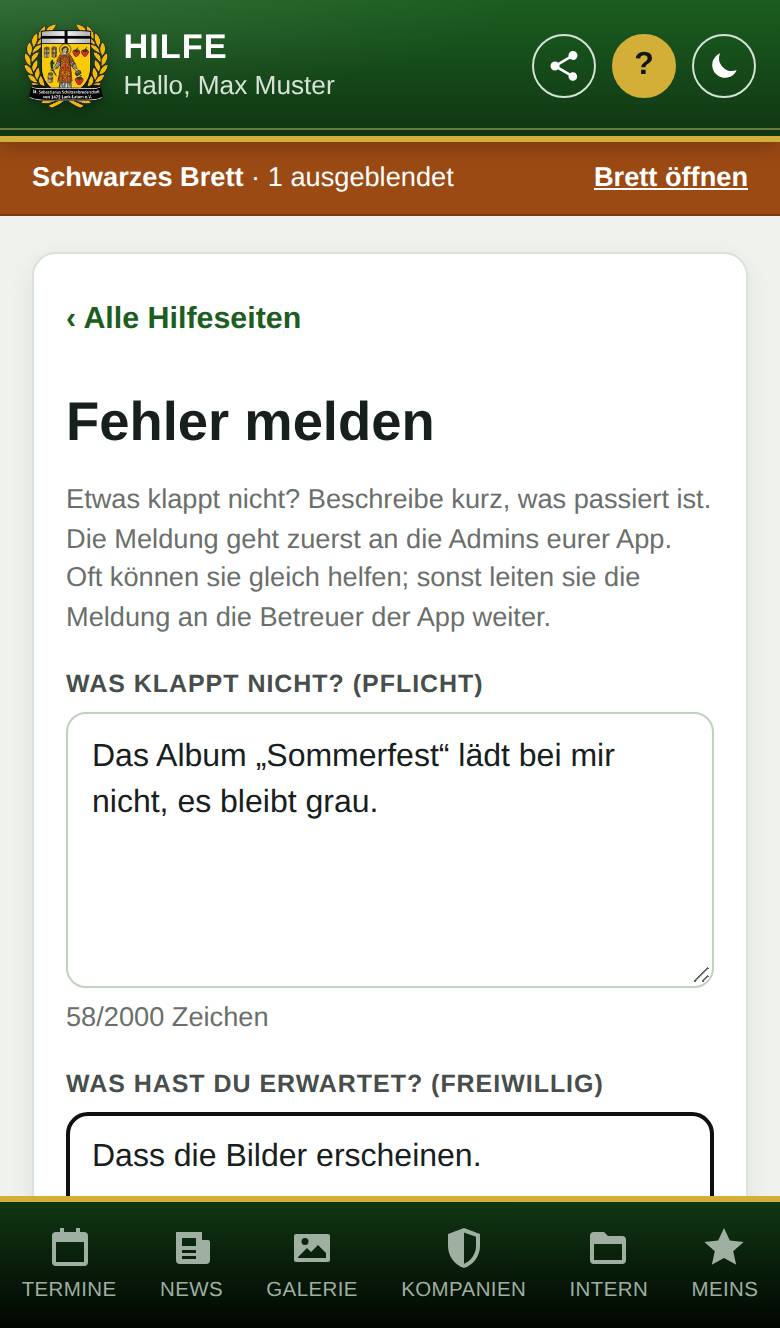 HILFE
Hallo, Max Muster
?
Schwarzes Brett · 1 ausgeblendet
Brett öffnen
‹ Alle Hilfeseiten
Fehler melden
Etwas klappt nicht? Beschreibe kurz, was passiert ist.
Die Meldung geht zuerst an die Admins eurer App.
Oft können sie gleich helfen; sonst leiten sie die
Meldung an die Betreuer der App weiter.
WAS KLAPPT NICHT? (PFLICHT)
Das Album „Sommerfest“ lädt bei mir
nicht, es bleibt grau.
58/2000 Zeichen
WAS HAST DU ERWARTET? (FREIWILLIG)
Dass die Bilder erscheinen.
TERMINE
NEWS
GALERIE
KOMPANIEN
INTERN
MEINS